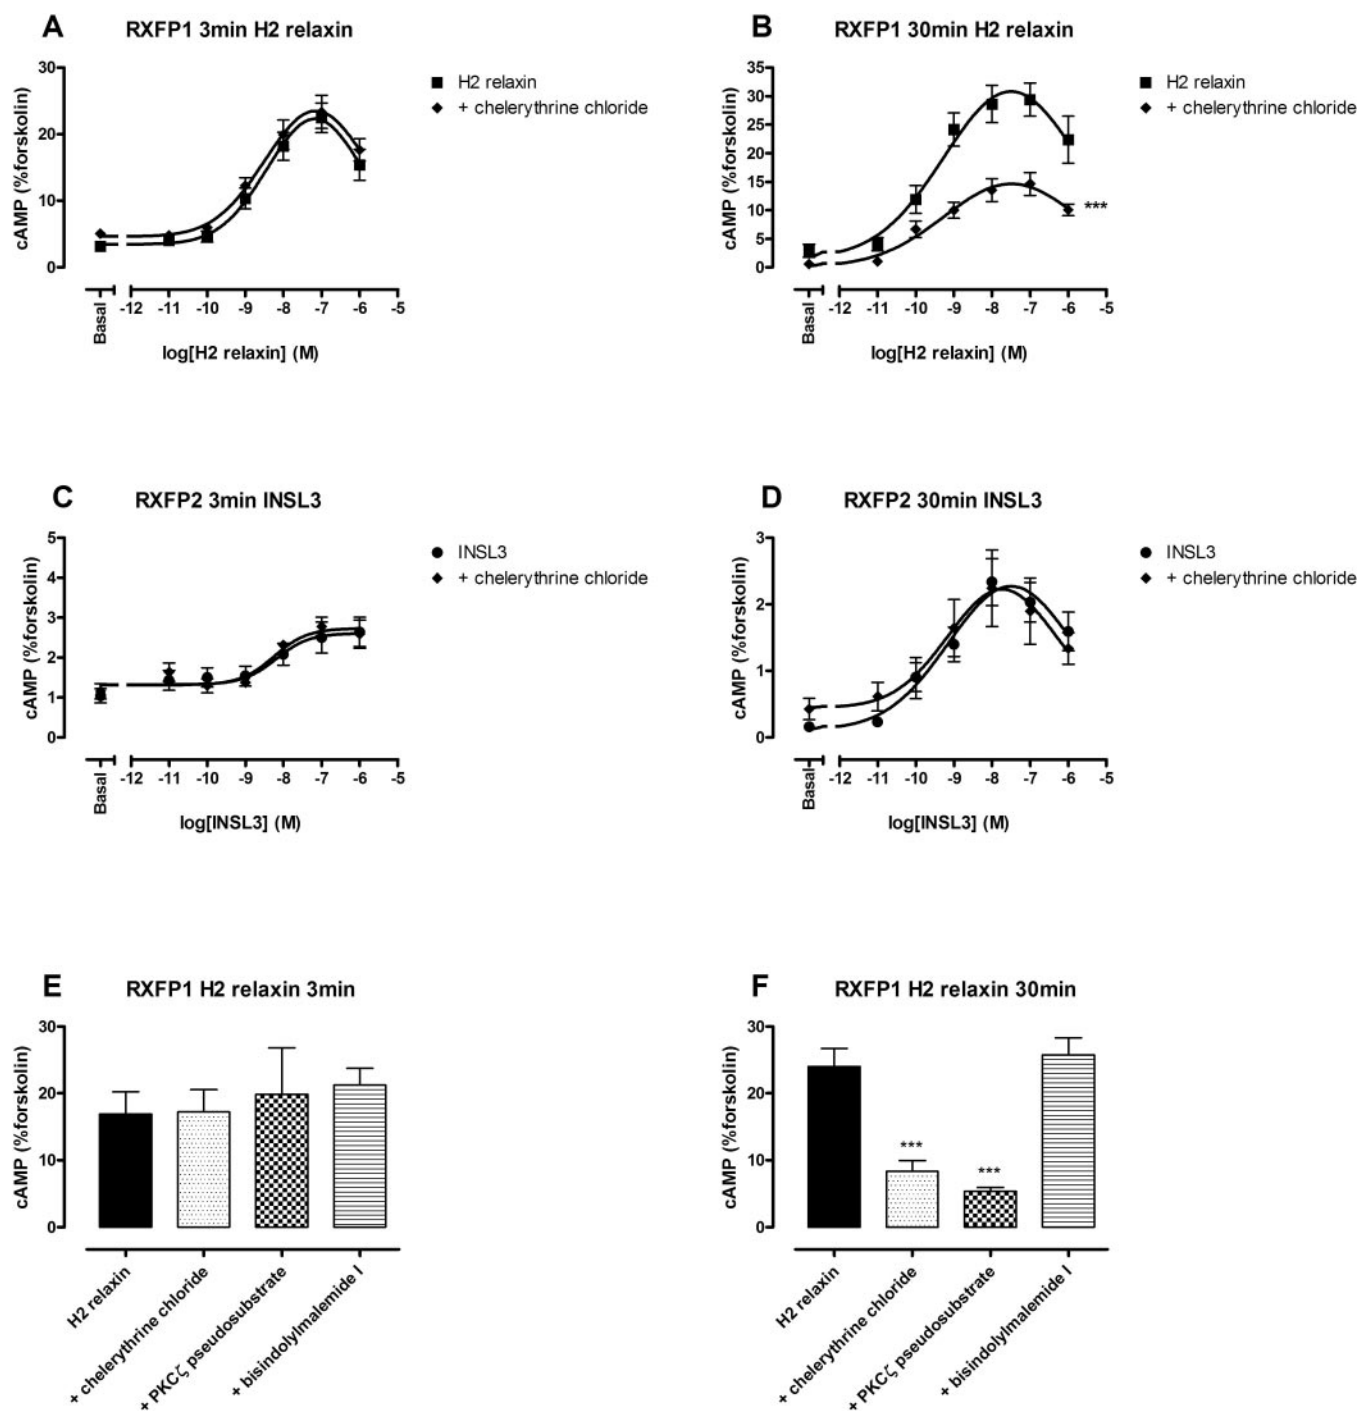 A
RXFP1 3min H2 relaxin
30
20
10
0
cAMP (%forskolin)
Basal
-12 -11 -10 -9 -8 -7 -6 -5
log[H2 relaxin] (M)
H2 relaxin
+ chelerythrine chloride
B
RXFP1 30min H2 relaxin
35
30
25
20
15
10
5
0
cAMP (%forskolin)
***
Basal
-12 -11 -10 -9 -8 -7 -6 -5
log[H2 relaxin] (M)
H2 relaxin
+ chelerythrine chloride
C
RXFP2 3min INSL3
5
4
3
2
1
0
cAMP (%forskolin)
Basal
-12 -11 -10 -9 -8 -7 -6 -5
log[INSL3] (M)
INSL3
+ chelerythrine chloride
D
RXFP2 30min INSL3
3
2
1
0
cAMP (%forskolin)
Basal
-12 -11 -10 -9 -8 -7 -6 -5
log[INSL3] (M)
INSL3
+ chelerythrine chloride
E
RXFP1 H2 relaxin 3min
30
20
10
0
cAMP (%forskolin)
H2 relaxin
+ chelerythrine chloride
+ PKCζ pseudosubstrate
+ bisindolylmalemide I
F
RXFP1 H2 relaxin 30min
30
20
10
0
cAMP (%forskolin)
***
***
H2 relaxin
+ chelerythrine chloride
+ PKCζ pseudosubstrate
+ bisindolylmalemide I